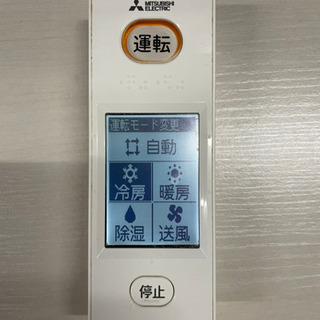 MITSUBISHI
ELECTRIC
運転
運転モード変更
自動
冷房 暖房
除湿 送風
停止